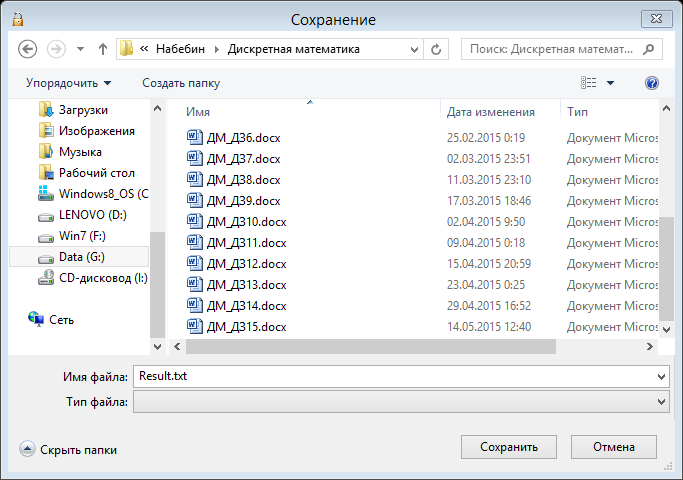 Сохранение
« Набебин Дискретная математика
Поиск: Дискретная математ...
Упорядочить
Создать папку
Загрузки
Изображения
Музыка
Рабочий стол
Windows8_OS (C
LENOVO (D:)
Win7 (F:)
Data (G:)
CD-дисковод (I:)
Сеть
Имя Дата изменения Тип
ДМ_Д36.docx 25.02.2015 0:19 Документ Micros
ДМ_Д37.docx 02.03.2015 23:51 Документ Micros
ДМ_Д38.docx 11.03.2015 23:10 Документ Micros
ДМ_Д39.docx 17.03.2015 18:46 Документ Micros
ДМ_Д310.docx 02.04.2015 9:50 Документ Micros
ДМ_Д311.docx 09.04.2015 0:18 Документ Micros
ДМ_Д312.docx 15.04.2015 20:59 Документ Micros
ДМ_Д313.docx 23.04.2015 0:25 Документ Micros
ДМ_Д314.docx 29.04.2015 16:52 Документ Micros
ДМ_Д315.docx 14.05.2015 12:40 Документ Micros
Имя файла: Result.txt
Тип файла:
Скрыть папки
Сохранить
Отмена